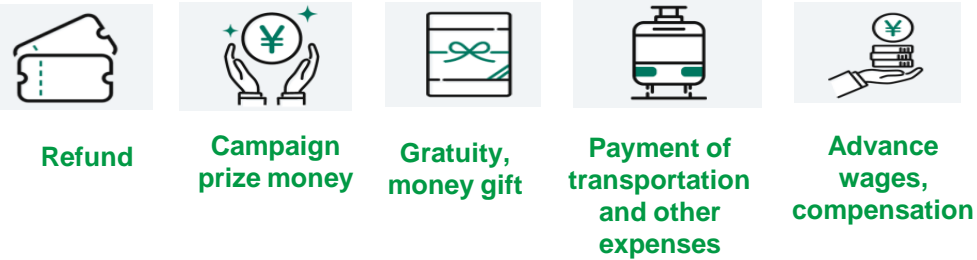 ¥
¥
Refund
Campaign
prize money
Gratuity,
money gift
Payment of
transportation
and other
expenses
Advance
wages,
compensation